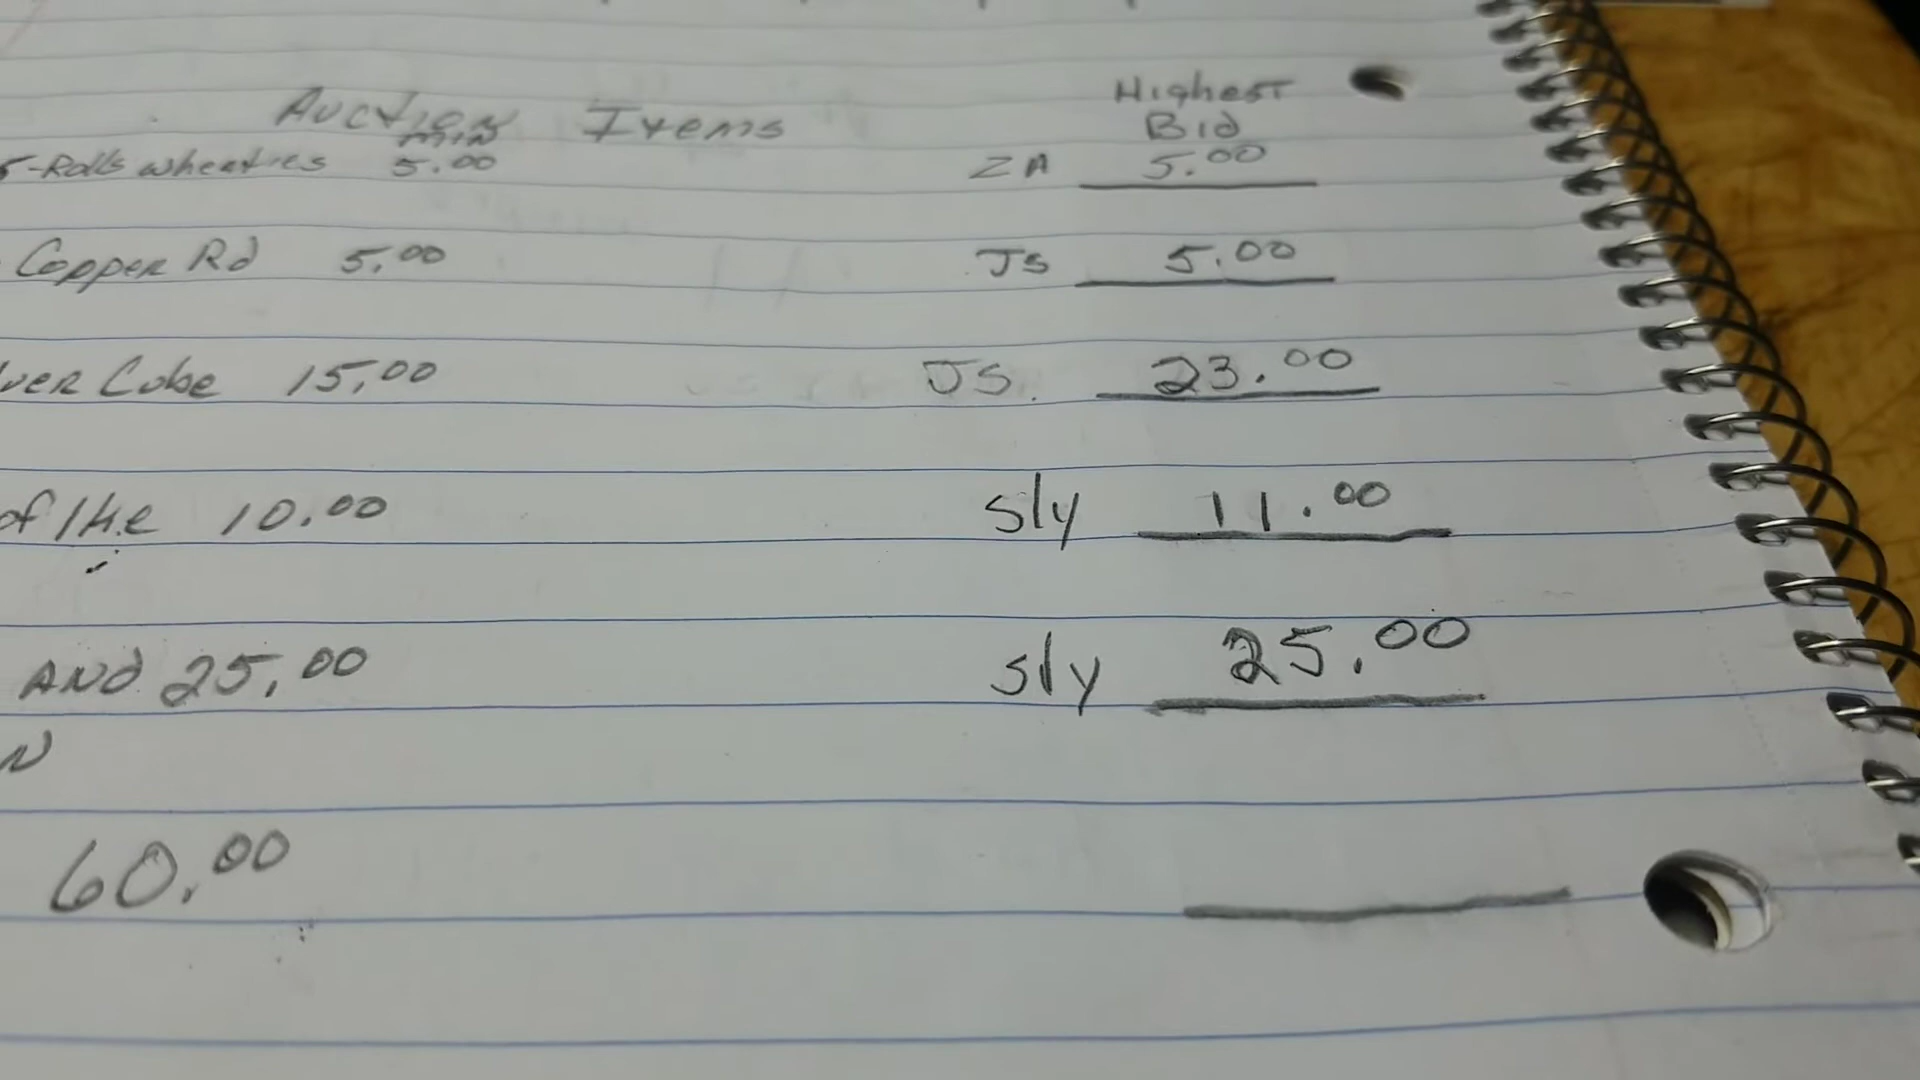 Highest
Auction Items Bid
min
5-Rolls wheaties 5.00 ZA 5.00
Copper Rd 5.00 JS 5.00
ver Cube 15.00 JS. 23.00
of the 10.00 sly 11.00
AND 25.00 sly 25.00
N
60.00